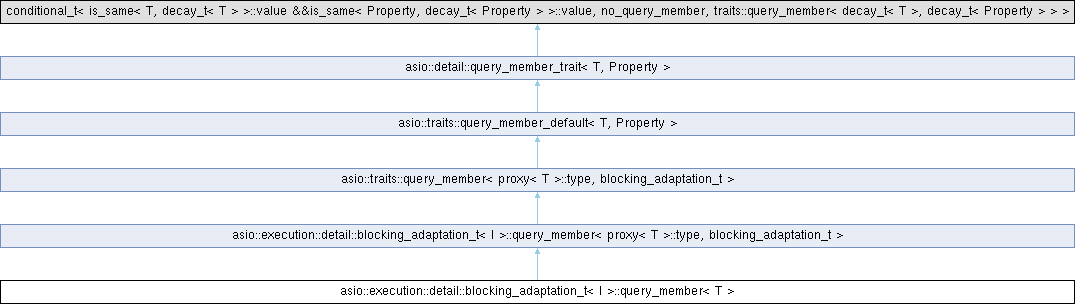 conditional_t< is_same< T, decay_t< T > >::value &&is_same< Property, decay_t< Property > >::value, no_query_member, traits::query_member< decay_t< T >, decay_t< Property > > >
asio::detail::query_member_trait< T, Property >
asio::traits::query_member_default< T, Property >
asio::traits::query_member< proxy< T >::type, blocking_adaptation_t >
asio::execution::detail::blocking_adaptation_t< I >::query_member< proxy< T >::type, blocking_adaptation_t >
asio::execution::detail::blocking_adaptation_t< I >::query_member< T >